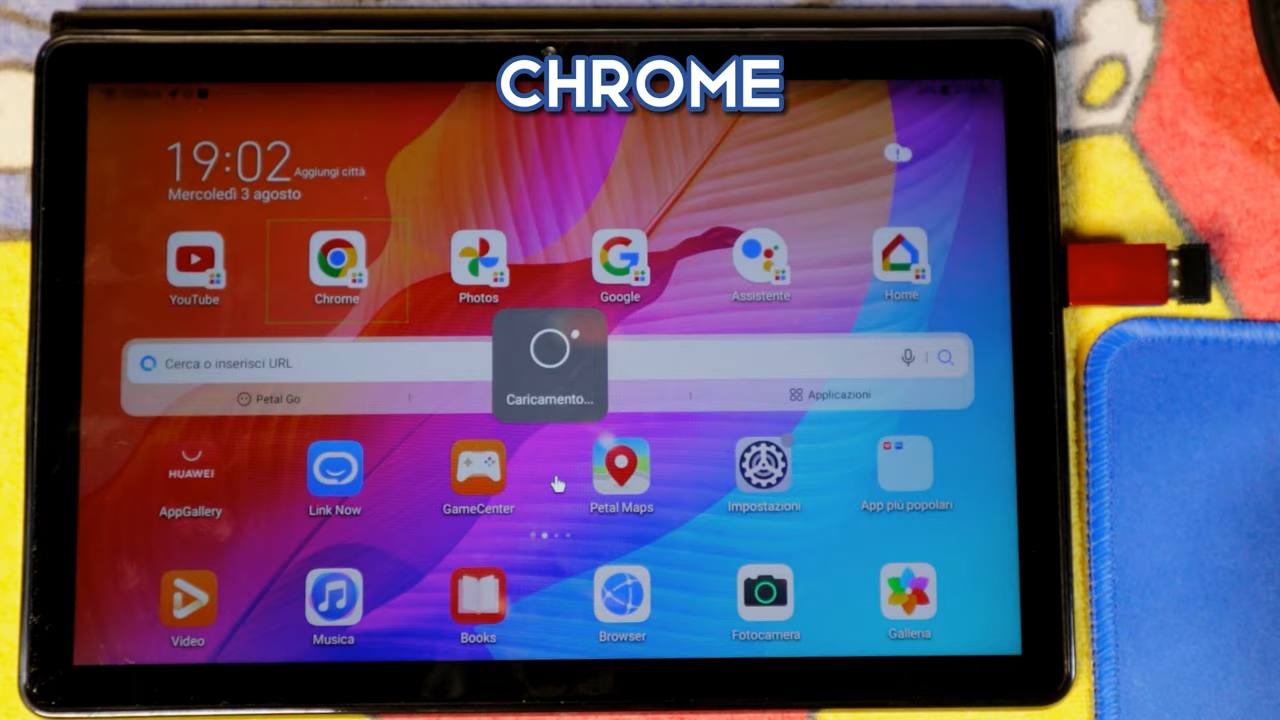 CHROME
19:02 Aggiungi città
Mercoledì 3 agosto
YouTube
Chrome
Photos
Google
Assistente
Home
Cerca o inserisci URL
Petal Go
Caricamento...
Applicazioni
HUAWEI
AppGallery
Link Now
GameCenter
Petal Maps
Impostazioni
App più popolari
Video
Musica
Books
Browser
Fotocamera
Galleria